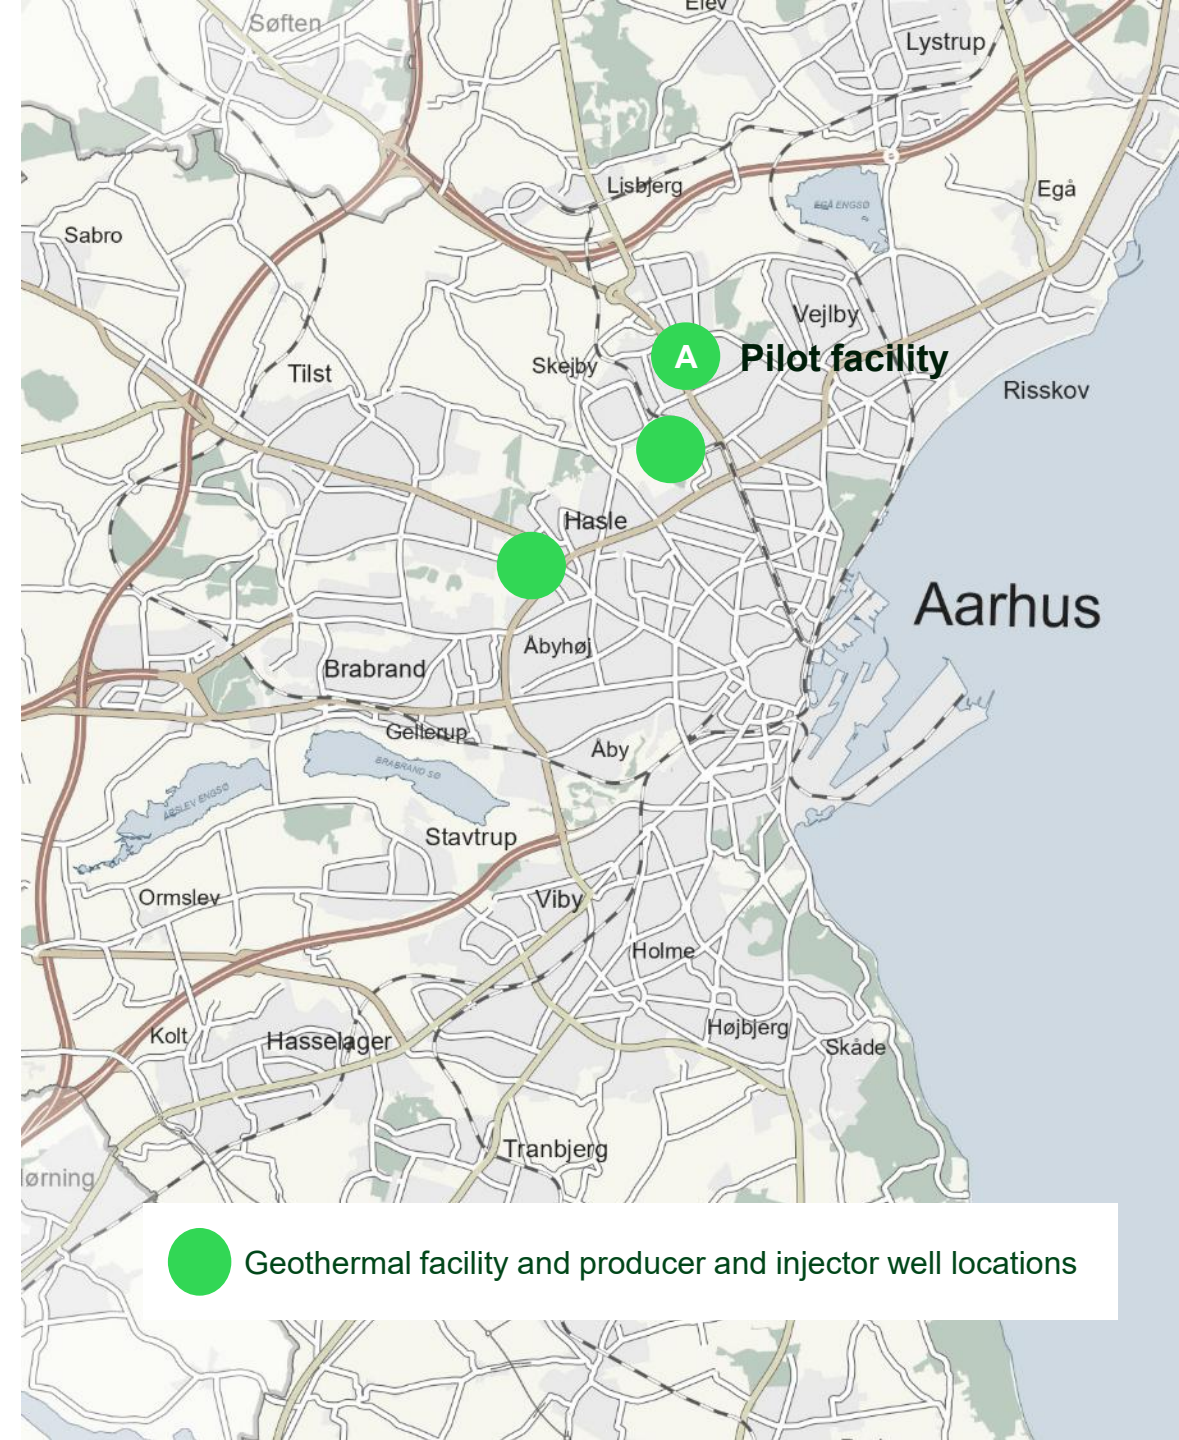 Elev
Søften
Lystrup
Lisbjerg
Egå
EGÅ ENGSØ
Sabro
Vejlby
A Pilot facility
Skejby
Tilst
Risskov
Hasle
Aarhus
Åbyhøj
Brabrand
Gellerup
Åby
BRABRAND SØ
ÅRSLEV ENGSØ
Stavtrup
Ormslev
Viby
Holme
Højbjerg
Kolt
Hasselager
Skåde
Tranbjerg
ørning
Geothermal facility and producer and injector well locations